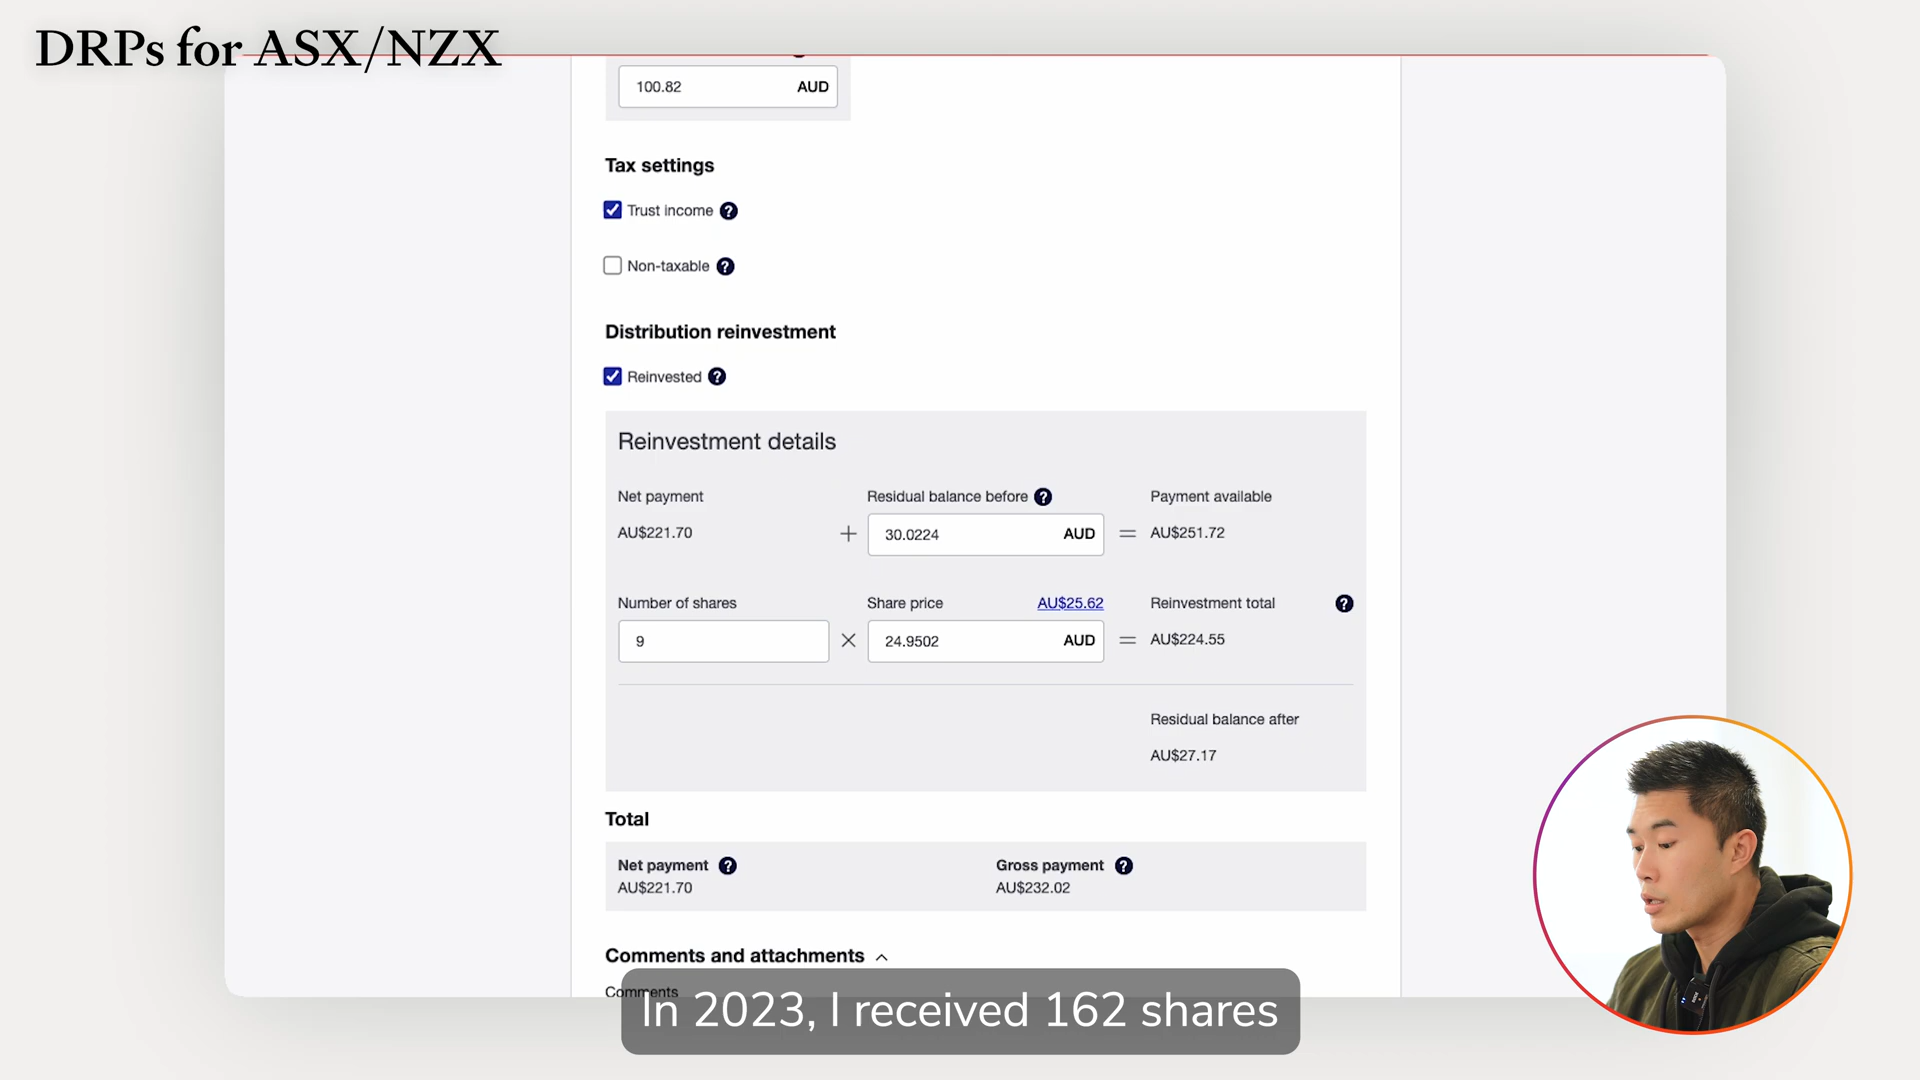 DRPs for ASX/NZX
100.82 AUD
Tax settings
Trust income ?
Non-taxable ?
Distribution reinvestment
Reinvested ?
Reinvestment details
Net payment Residual balance before ? Payment available
AU$221.70 + 30.0224 AUD = AU$251.72
Number of shares Share price AU$25.62 Reinvestment total ?
9 × 24.9502 AUD = AU$224.55
Residual balance after
AU$27.17
Total
Net payment ? Gross payment ?
AU$221.70 AU$232.02
Comments and attachments
Comments
In 2023, I received 162 shares